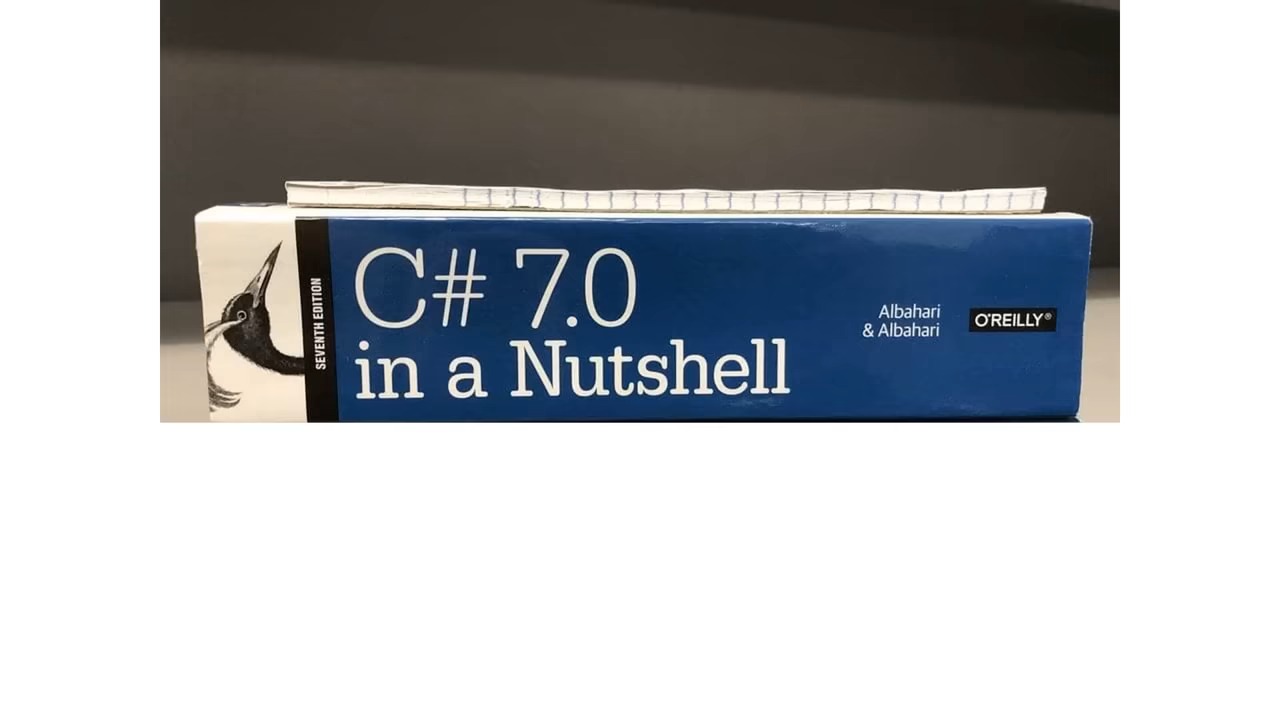 SEVENTH EDITION
C# 7.0
in a Nutshell
Albahari
& Albahari
O'REILLY®